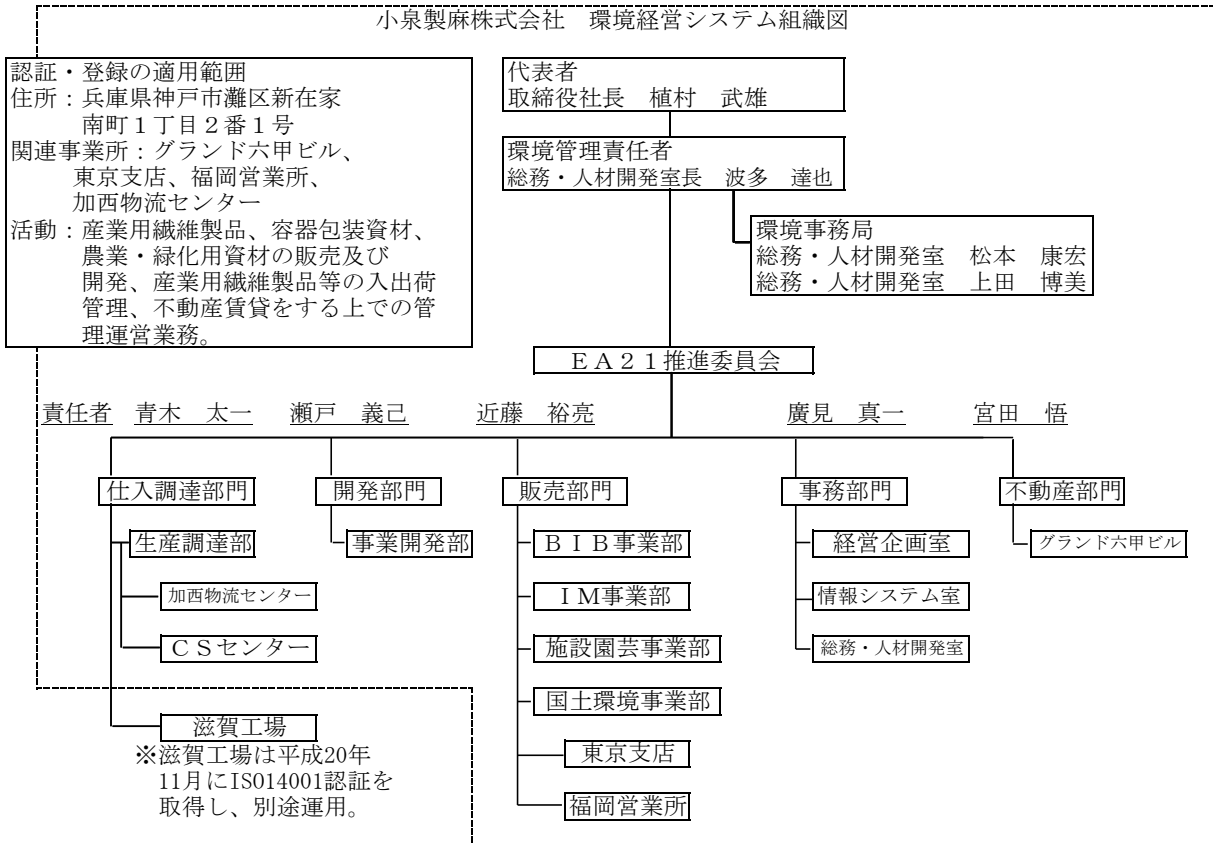 小泉製麻株式会社　環境経営システム組織図
認証・登録の適用範囲
住所：兵庫県神戸市灘区新在家
南町１丁目２番１号
関連事業所：グランド六甲ビル、
東京支店、福岡営業所、
加西物流センター
活動：産業用繊維製品、容器包装資材、
農業・緑化用資材の販売及び
開発、産業用繊維製品等の入出荷
管理、不動産賃貸をする上での管
理運営業務。
代表者
取締役社長　植村　武雄
環境管理責任者
総務・人材開発室長　波多　達也
環境事務局
総務・人材開発室　松本　康宏
総務・人材開発室　上田　博美
ＥＡ２１推進委員会
責任者　青木　太一　瀬戸　義己　近藤　裕亮　廣見　真一　宮田　悟
仕入調達部門　開発部門　販売部門　事務部門　不動産部門
生産調達部　事業開発部　ＢＩＢ事業部　経営企画室　グランド六甲ビル
加西物流センター　ＩＭ事業部　情報システム室
ＣＳセンター　施設園芸事業部　総務・人材開発室
国土環境事業部
滋賀工場
※滋賀工場は平成20年
11月にISO14001認証を
取得し、別途運用。
東京支店
福岡営業所